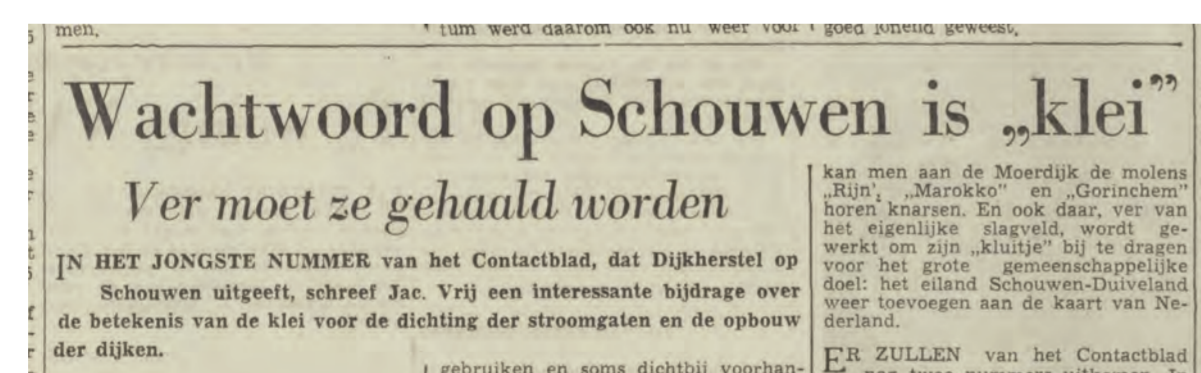 men.
tum werd daarom ook nu weer voor
goed lonend geweest.
Wachtwoord op Schouwen is „klei”
Ver moet ze gehaald worden
IN HET JONGSTE NUMMER van het Contactblad, dat Dijkherstel op
Schouwen uitgeeft, schreef Jac. Vrij een interessante bijdrage over
de betekenis van de klei voor de dichting der stroomgaten en de opbouw
der dijken.
gebruiken en soms dichtbij voorhan-
kan men aan de Moerdijk de molens
„Rijn', „Marokko" en „Gorinchem"
horen knarsen. En ook daar, ver van
het eigenlijke slagveld, wordt ge-
werkt om zijn „kluitje" bij te dragen
voor het grote gemeenschappelijke
doel: het eiland Schouwen-Duiveland
weer toevoegen aan de kaart van Ne-
derland.
ER ZULLEN van het Contactblad